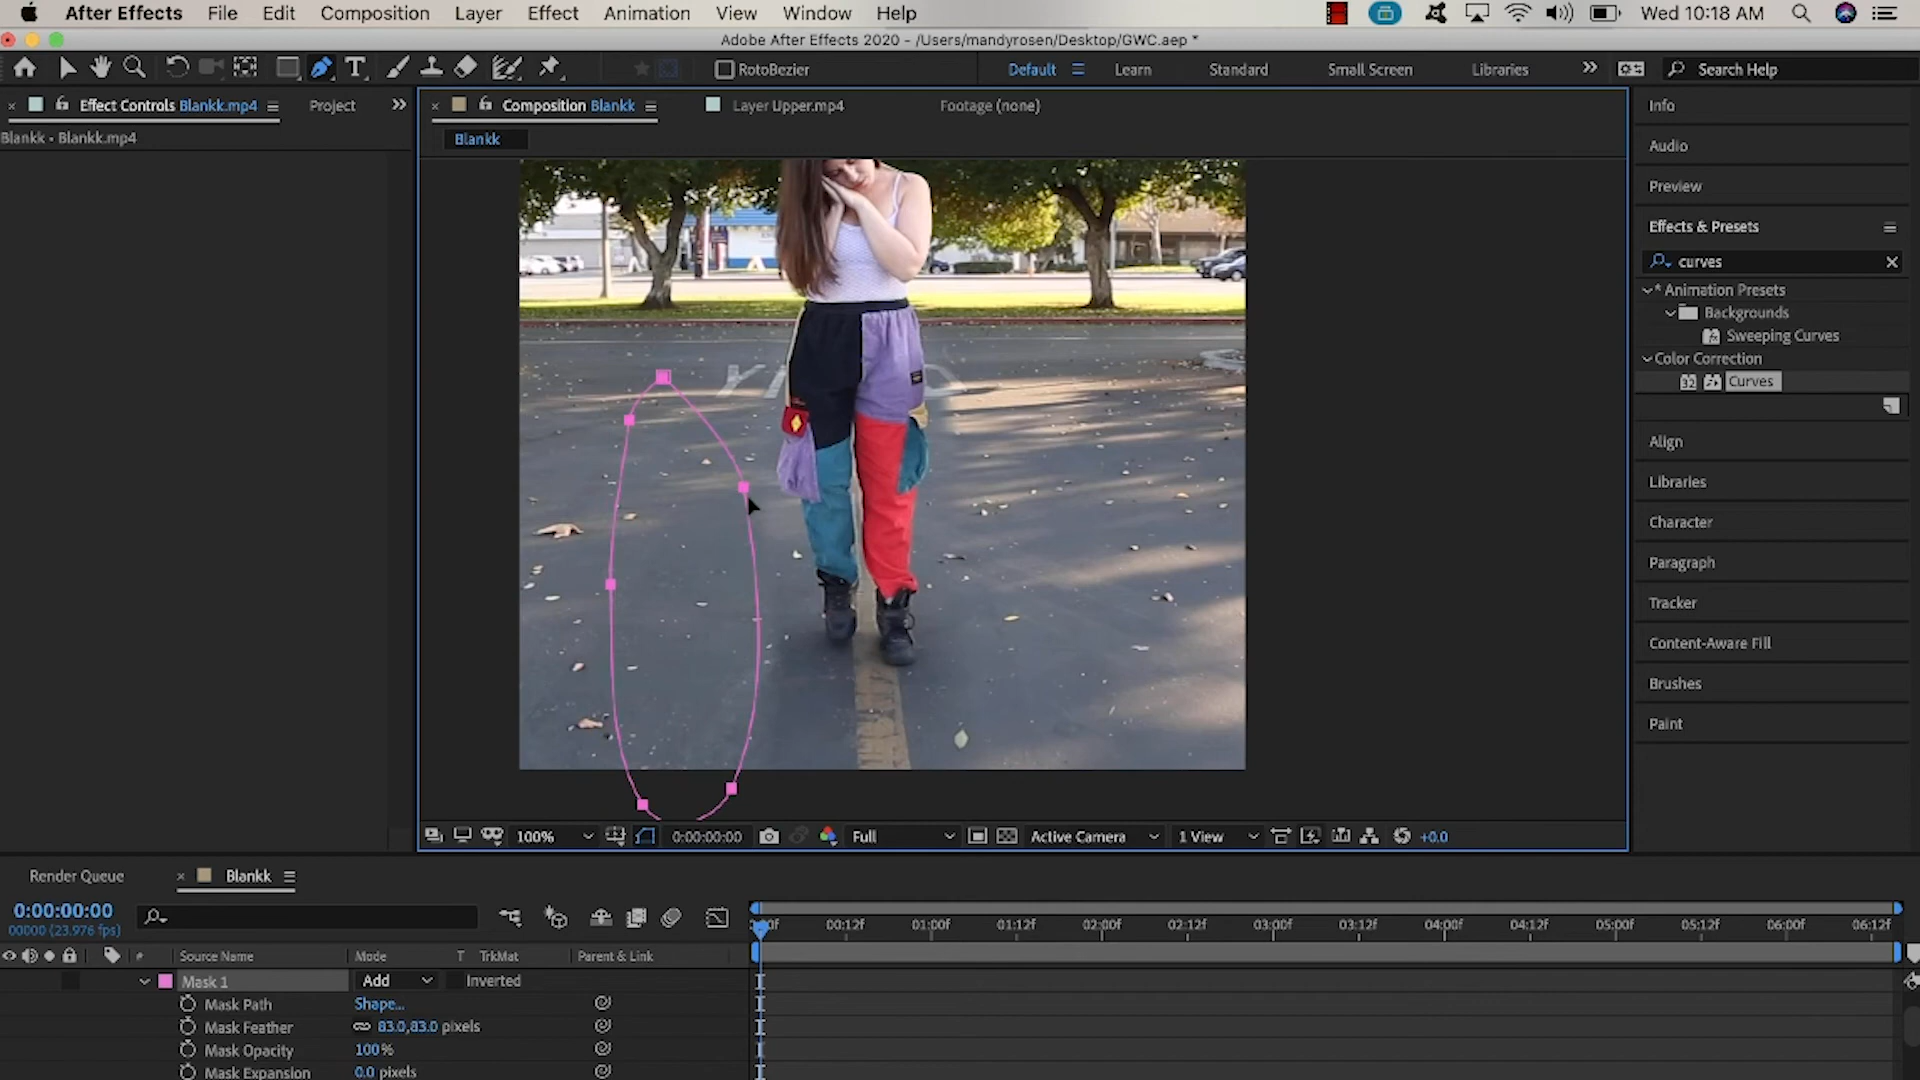 After Effects File Edit Composition Layer Effect Animation View Window Help Wed 10:18 AM
Adobe After Effects 2020 - /Users/mandyrosen/Desktop/GWC.aep *
RotoBezier Default Learn Standard Small Screen Libraries Search Help
Effect Controls Blankk.mp4 Project Composition Blankk Layer Upper.mp4 Footage (none)
Blankk • Blankk.mp4
Blankk
Info
Audio
Preview
Effects & Presets
curves
* Animation Presets
Backgrounds
Sweeping Curves
Color Correction
32 Curves
Align
Libraries
Character
Paragraph
Tracker
Content-Aware Fill
Brushes
Paint
100% 0:00:00:00 Full Active Camera 1 View +0.0
Render Queue Blankk
0:00:00:00
00000 (23.976 fps)
00:12f 01:00f 01:12f 02:00f 02:12f 03:00f 03:12f 04:00f 04:12f 05:00f 05:12f 06:00f 06:12f
# Source Name Mode T TrkMat Parent & Link
Mask 1 Add Inverted
Mask Path Shape...
Mask Feather 83.0,83.0 pixels
Mask Opacity 100%
Mask Expansion 0.0 pixels